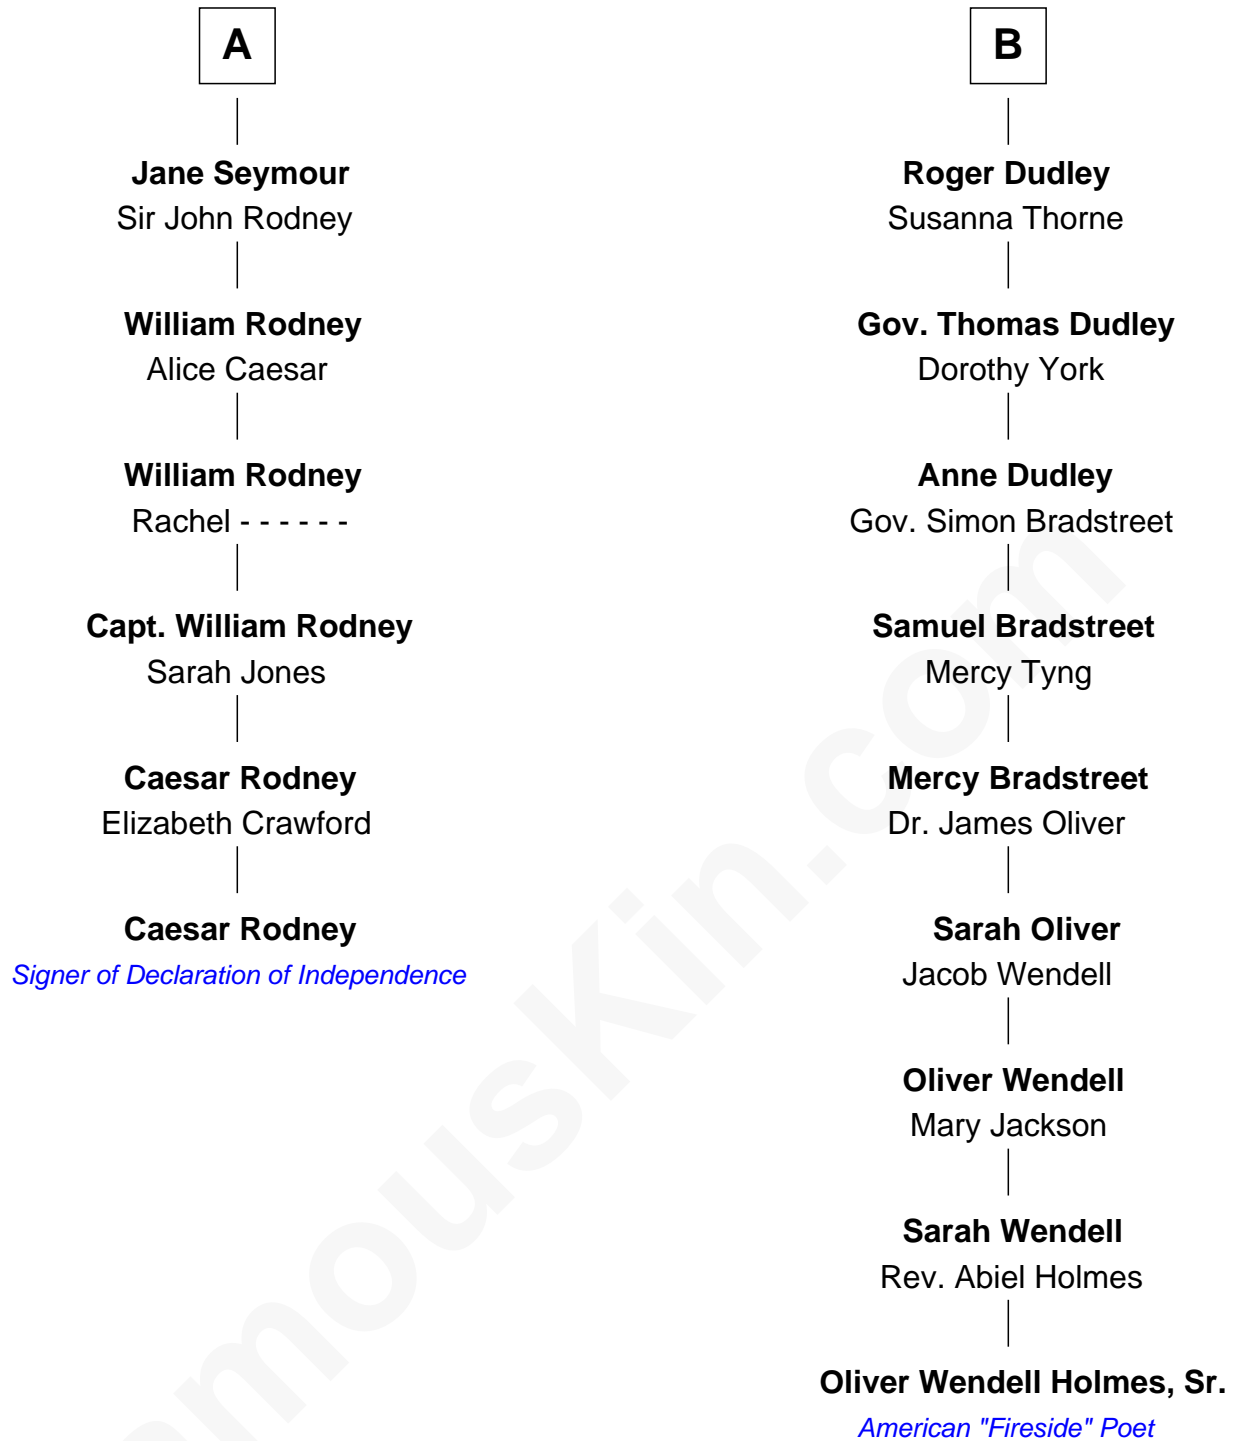 A
Jane Seymour
Sir John Rodney
William Rodney
Alice Caesar
William Rodney
Rachel - - - - - -
Capt. William Rodney
Sarah Jones
Caesar Rodney
Elizabeth Crawford
Caesar Rodney
Signer of Declaration of Independence
B
Roger Dudley
Susanna Thorne
Gov. Thomas Dudley
Dorothy York
Anne Dudley
Gov. Simon Bradstreet
Samuel Bradstreet
Mercy Tyng
Mercy Bradstreet
Dr. James Oliver
Sarah Oliver
Jacob Wendell
Oliver Wendell
Mary Jackson
Sarah Wendell
Rev. Abiel Holmes
Oliver Wendell Holmes, Sr.
American "Fireside" Poet
amouskin.com